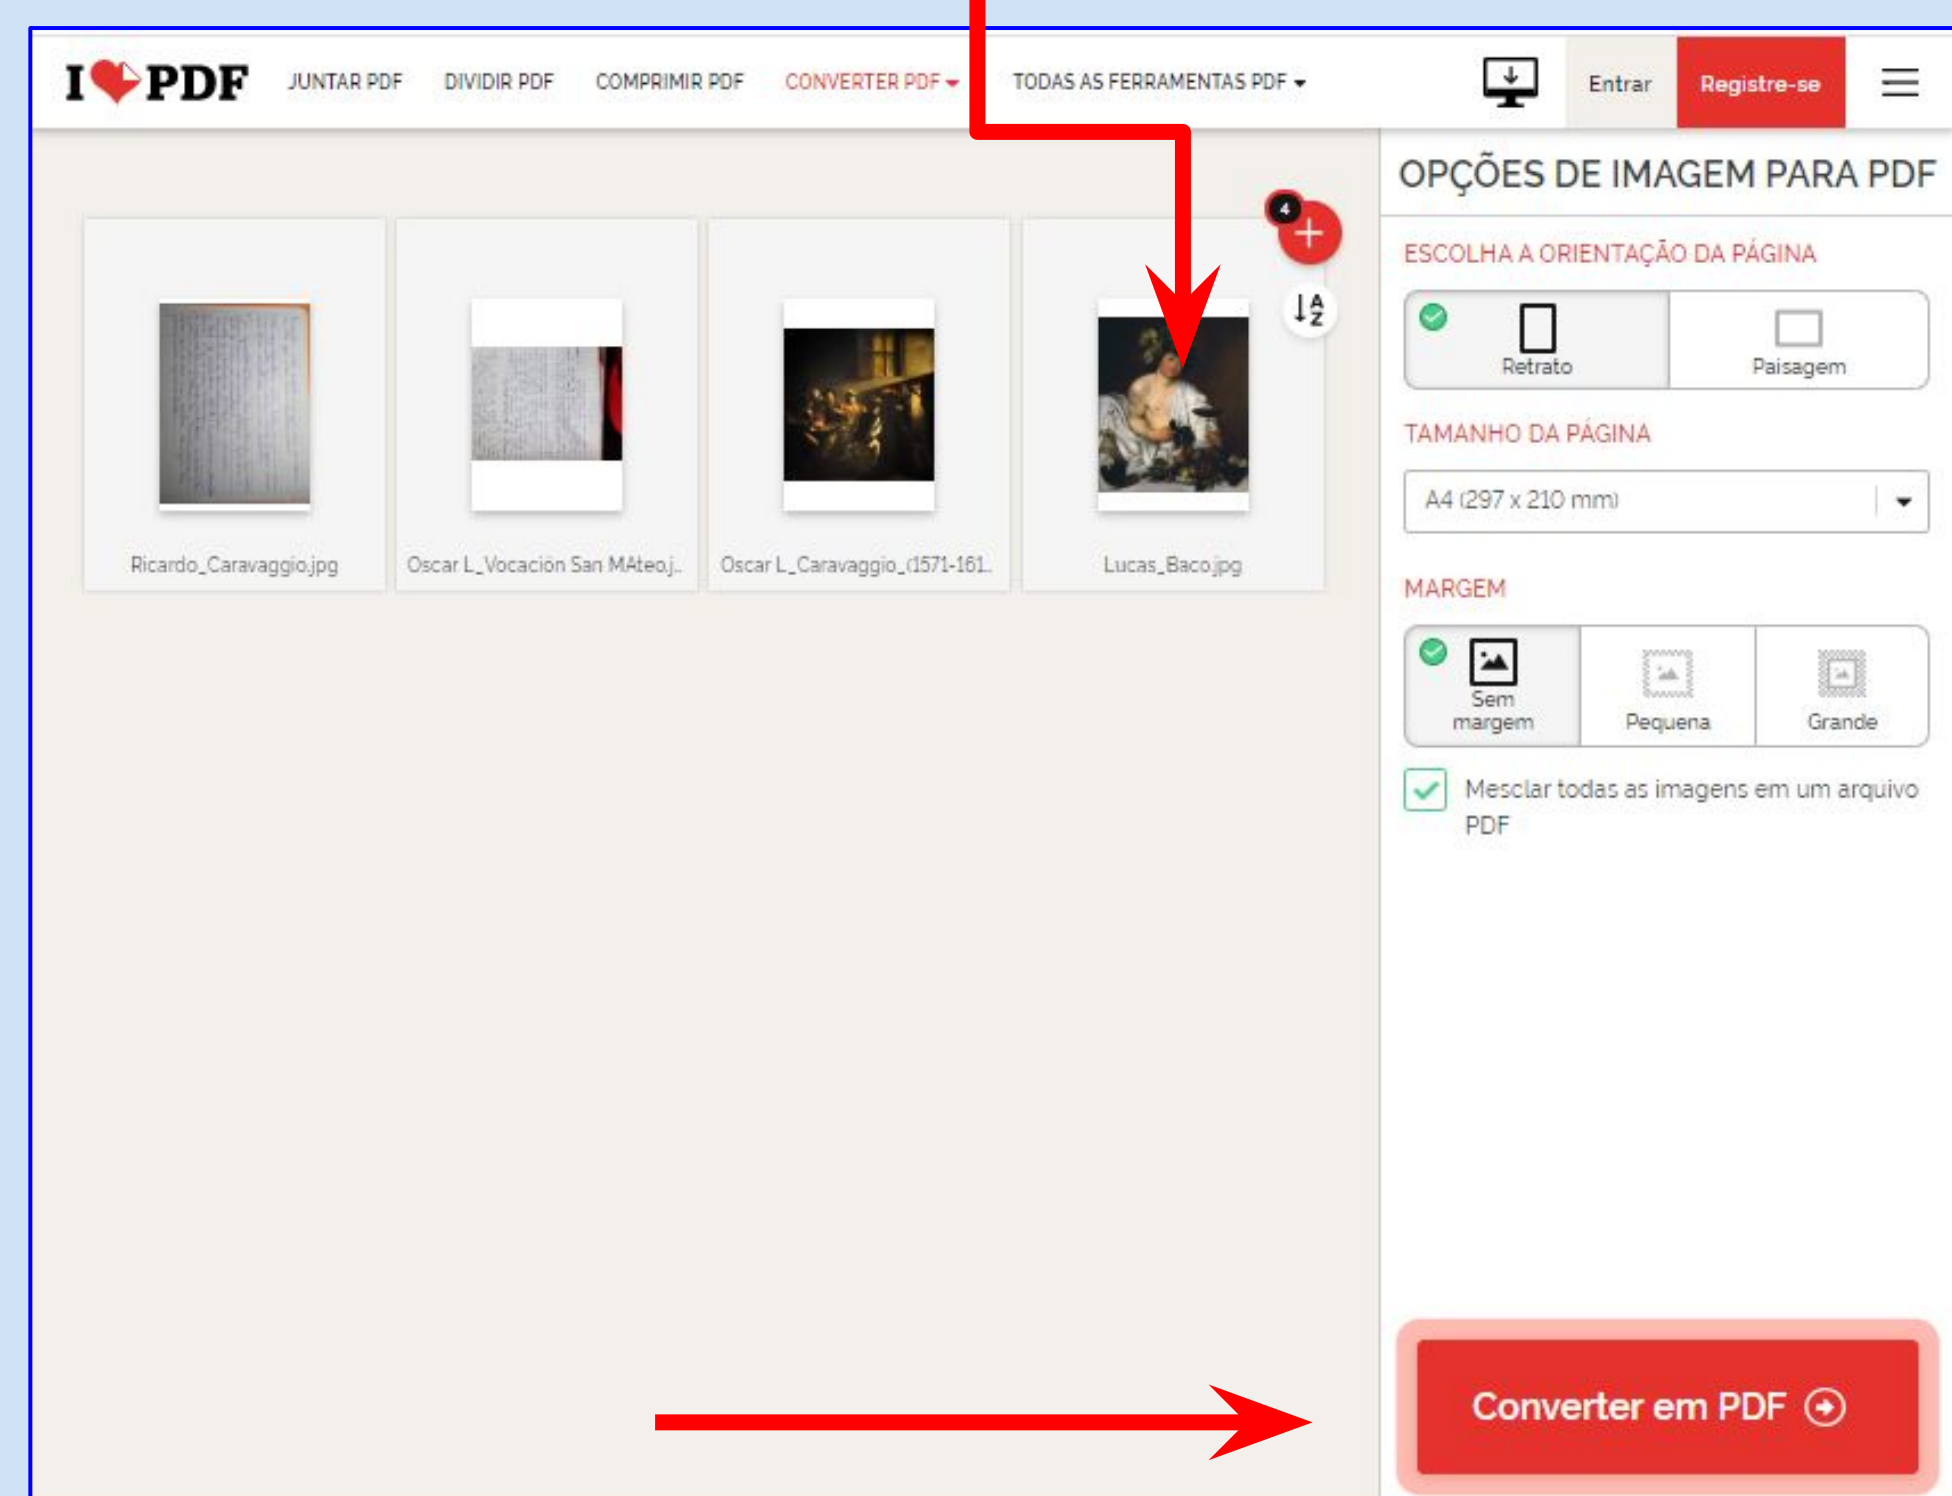 I PDF JUNTAR PDF DIVIDIR PDF COMPRIMIR PDF CONVERTER PDF TODAS AS FERRAMENTAS PDF Entrar Registre-se
OPÇÕES DE IMAGEM PARA PDF
4
ESCOLHA A ORIENTAÇÃO DA PÁGINA
A
Z
Retrato Paisagem
TAMANHO DA PÁGINA
A4 (297 x 210 mm)
Ricardo_Caravaggio.jpg Oscar L_Vocación San MAteo.j... Oscar L_Caravaggio_(1571-161... Lucas_Baco.jpg
MARGEM
Sem
margem Pequena Grande
Mesclar todas as imagens em um arquivo
PDF
Converter em PDF